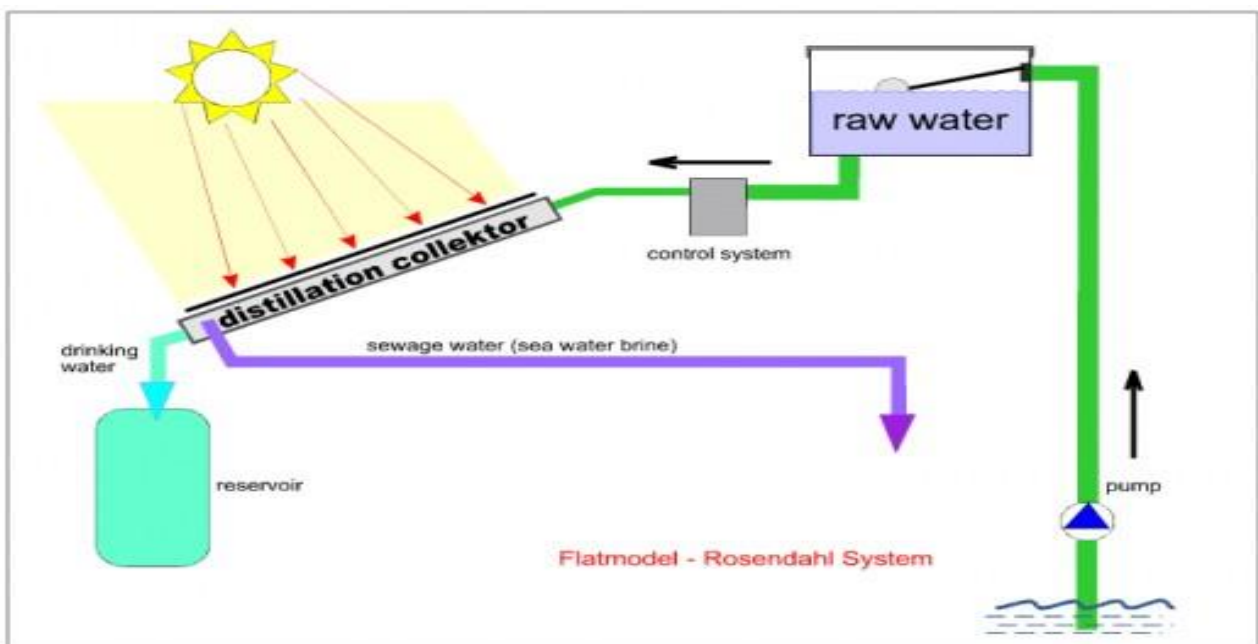 raw water
control system
distillation collektor
drinking
water
sewage water (sea water brine)
reservoir
pump
Flatmodel - Rosendahl System